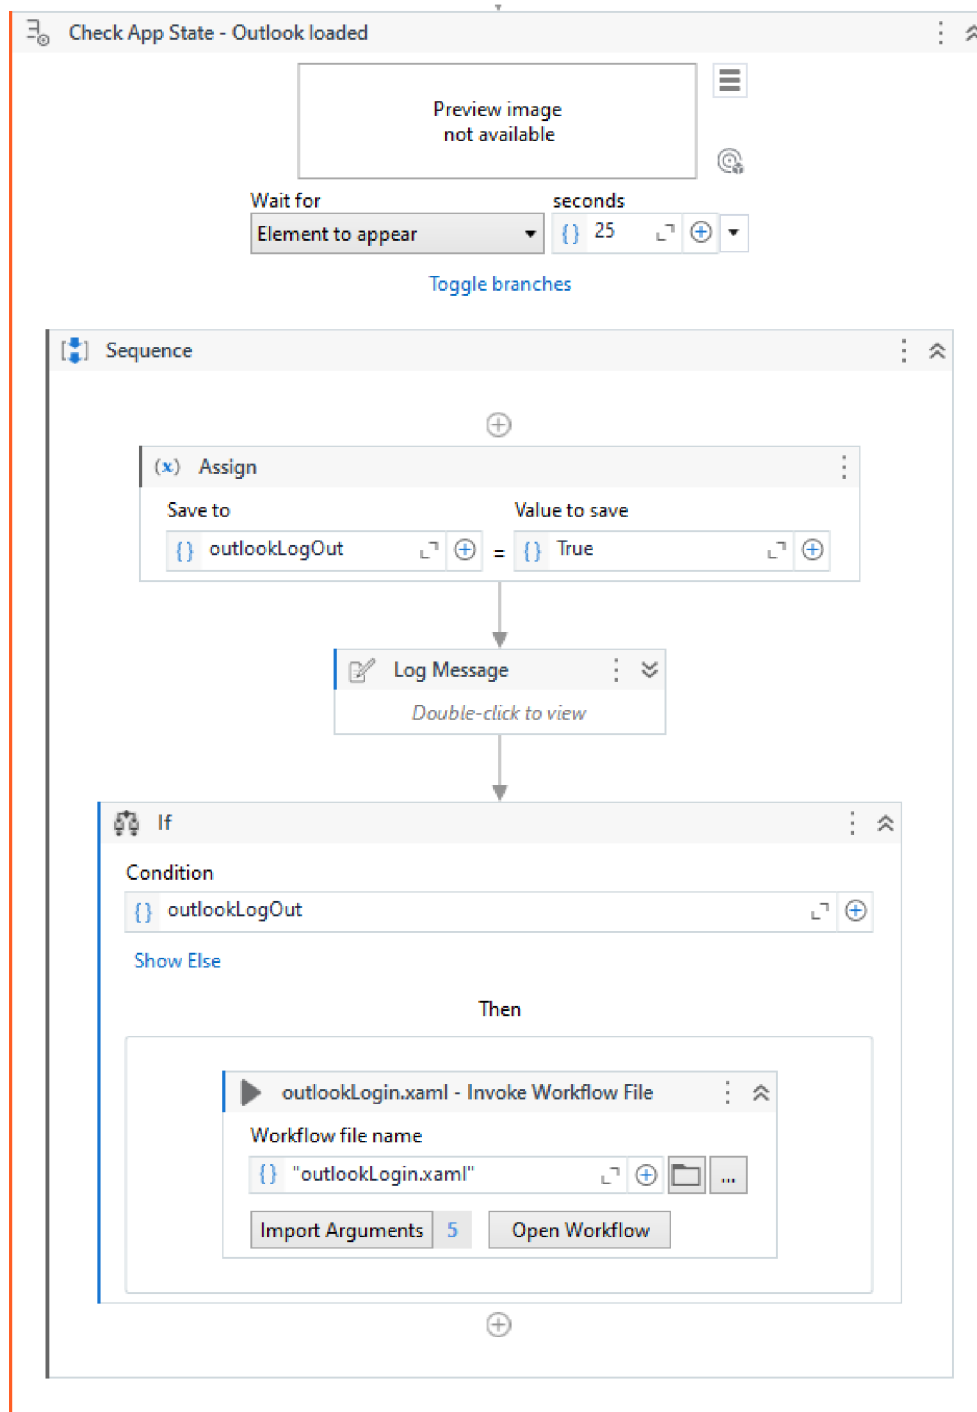 Check App State - Outlook loaded
Preview image
not available
Wait for
seconds
Element to appear
{} 25
Toggle branches
Sequence
(x) Assign
Save to
Value to save
{} outlookLogOut
=
{} True
Log Message
Double-click to view
If
Condition
{} outlookLogOut
Show Else
Then
outlookLogin.xaml - Invoke Workflow File
Workflow file name
{} "outlookLogin.xaml"
...
Import Arguments 5
Open Workflow